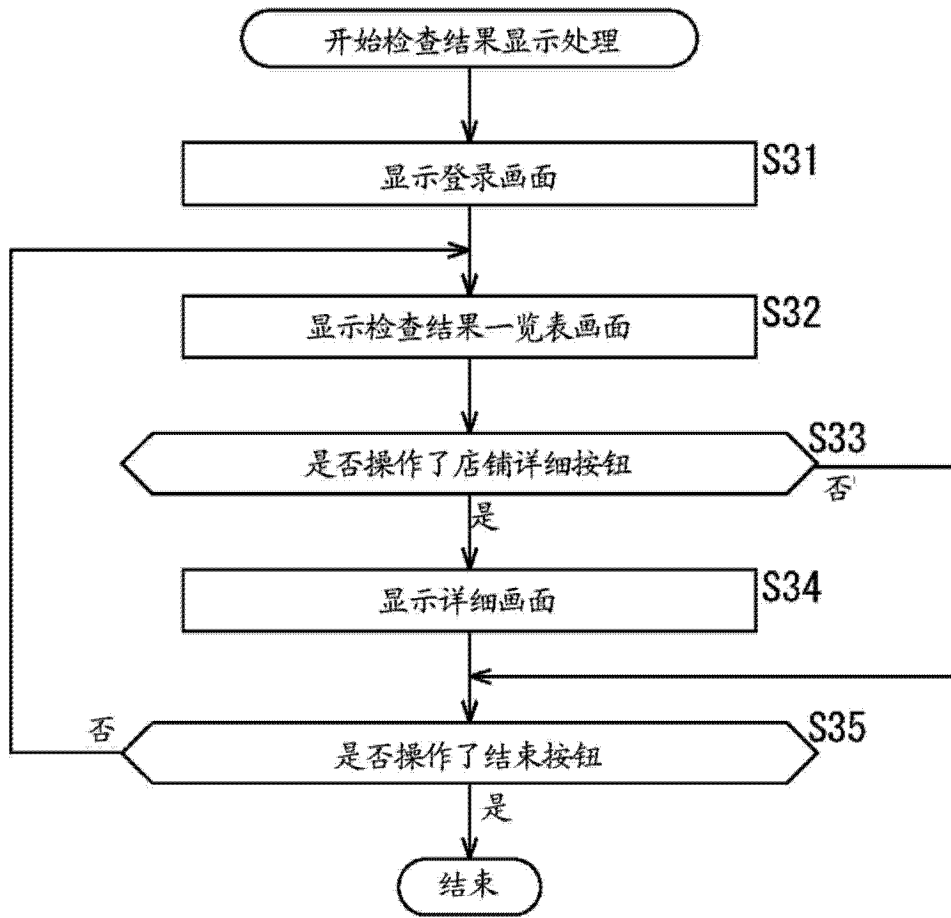 开始检查结果显示处理
S31
显示登录画面
S32
显示检查结果一览表画面
S33
是否操作了店铺详细按钮
否
是
S34
显示详细画面
S35
否
是否操作了结束按钮
是
结束